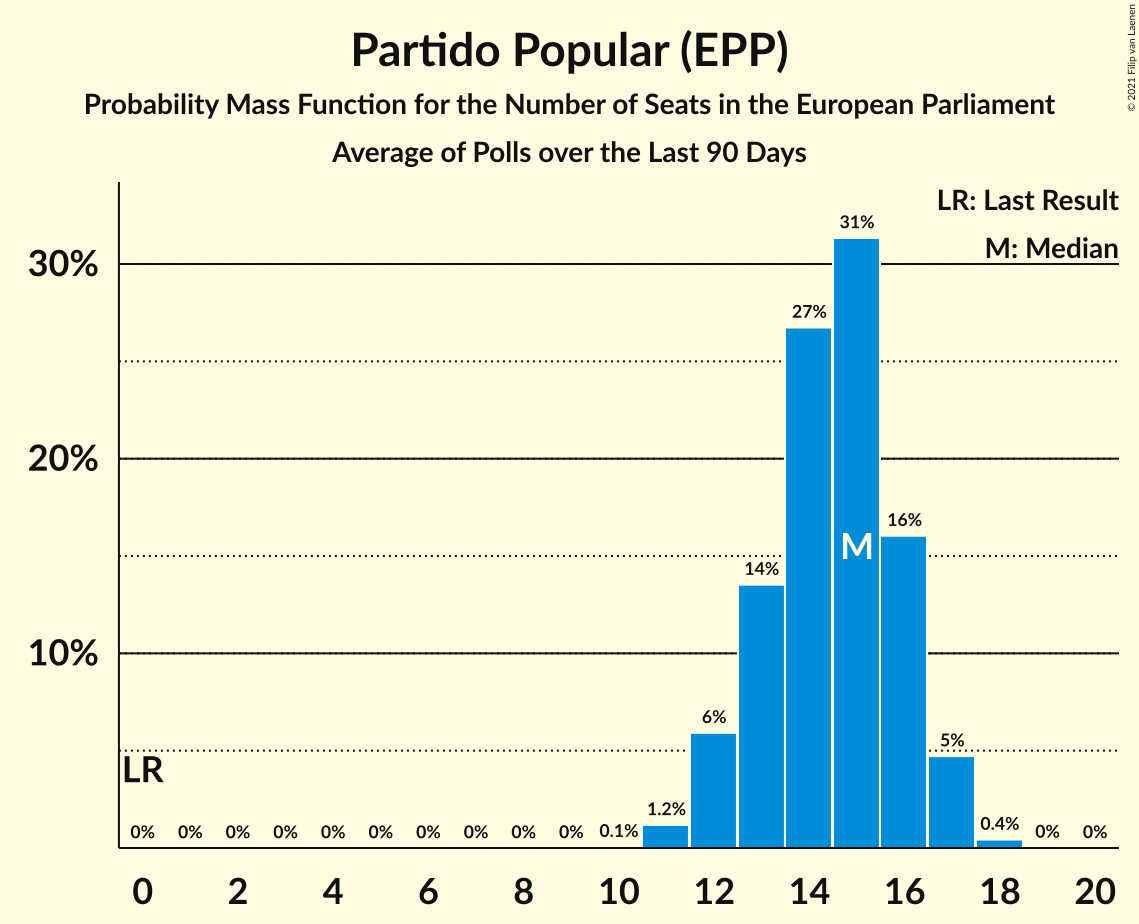 Partido Popular (EPP)
Probability Mass Function for the Number of Seats in the European Parliament
Average of Polls over the Last 90 Days
© 2021 Filip van Laenen
LR: Last Result
M: Median
31%
30%
27%
20%
16%
M
14%
10%
6%
5%
LR
0% 0% 0% 0% 0% 0% 0% 0% 0% 0% 0.1% 1.2% 0.4% 0% 0%
0 2 4 6 8 10 12 14 16 18 20